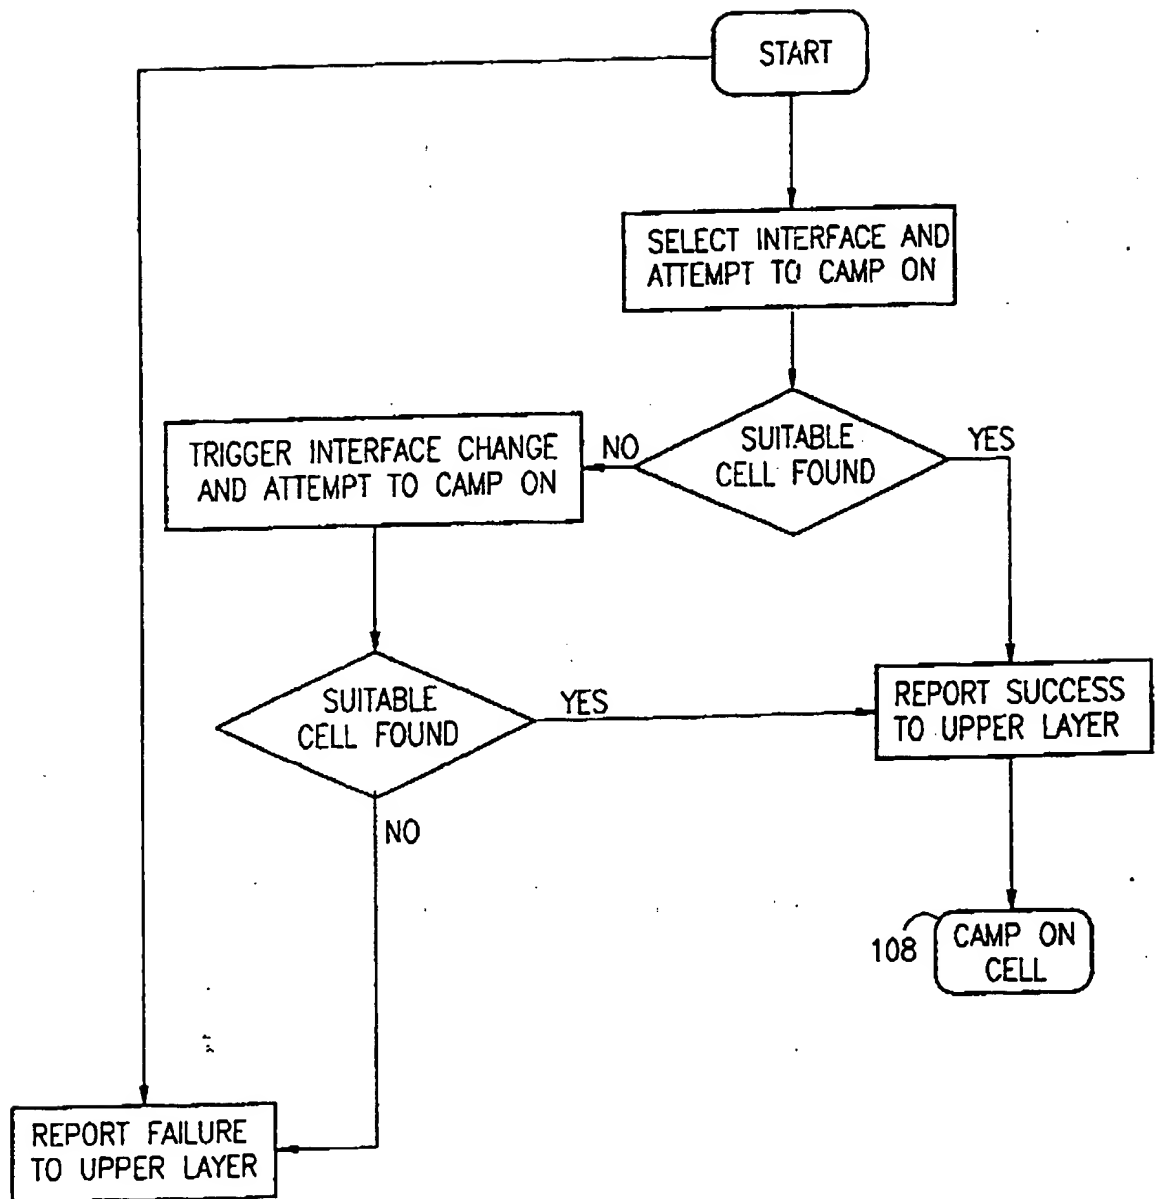 START
SELECT INTERFACE AND
ATTEMPT TO CAMP ON
SUITABLE
CELL FOUND
YES
NO
TRIGGER INTERFACE CHANGE
AND ATTEMPT TO CAMP ON
SUITABLE
CELL FOUND
YES
NO
REPORT SUCCESS
TO UPPER LAYER
108
CAMP ON
CELL
REPORT FAILURE
TO UPPER LAYER